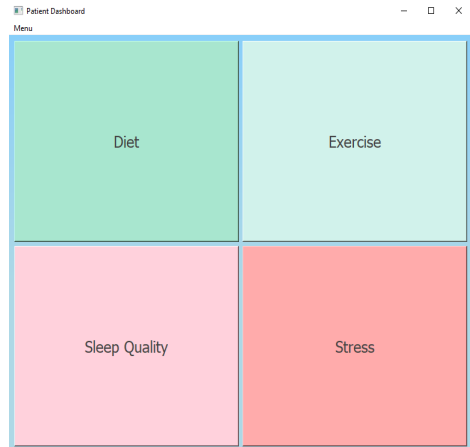 Patient Dashboard
Menu
Diet
Exercise
Sleep Quality
Stress